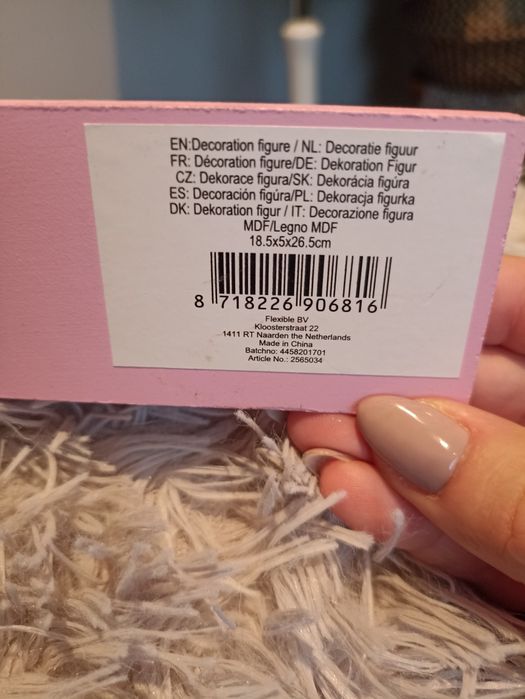 EN:Decoration figure / NL: Decoratie figuur
FR: Décoration figure/DE: Dekoration Figur
CZ: Dekorace figura/SK: Dekorácia figúra
ES: Decoración figúra/PL: Dekoracja figurka
DK: Dekoration figur / IT: Decorazione figura
MDF/Legno MDF
18.5x5x26.5cm
8 718226 906816
Flexible BV
Kloosterstraat 22
1411 RT Naarden the Netherlands
Made in China
Batchno: 4458201701
Article No.: 2565034